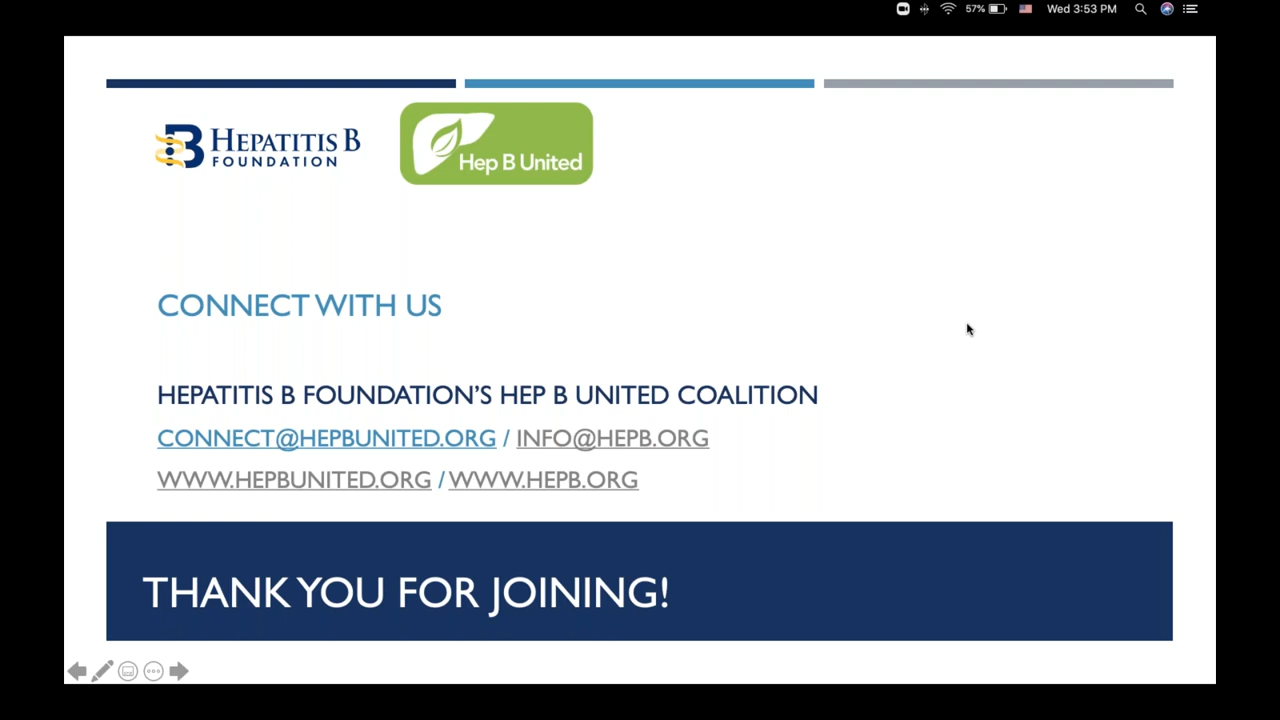 57% Wed 3:53 PM
HEPATITIS B
FOUNDATION
Hep B United
CONNECT WITH US
HEPATITIS B FOUNDATION’S HEP B UNITED COALITION
CONNECT@HEPBUNITED.ORG / INFO@HEPB.ORG
WWW.HEPBUNITED.ORG / WWW.HEPB.ORG
THANK YOU FOR JOINING!